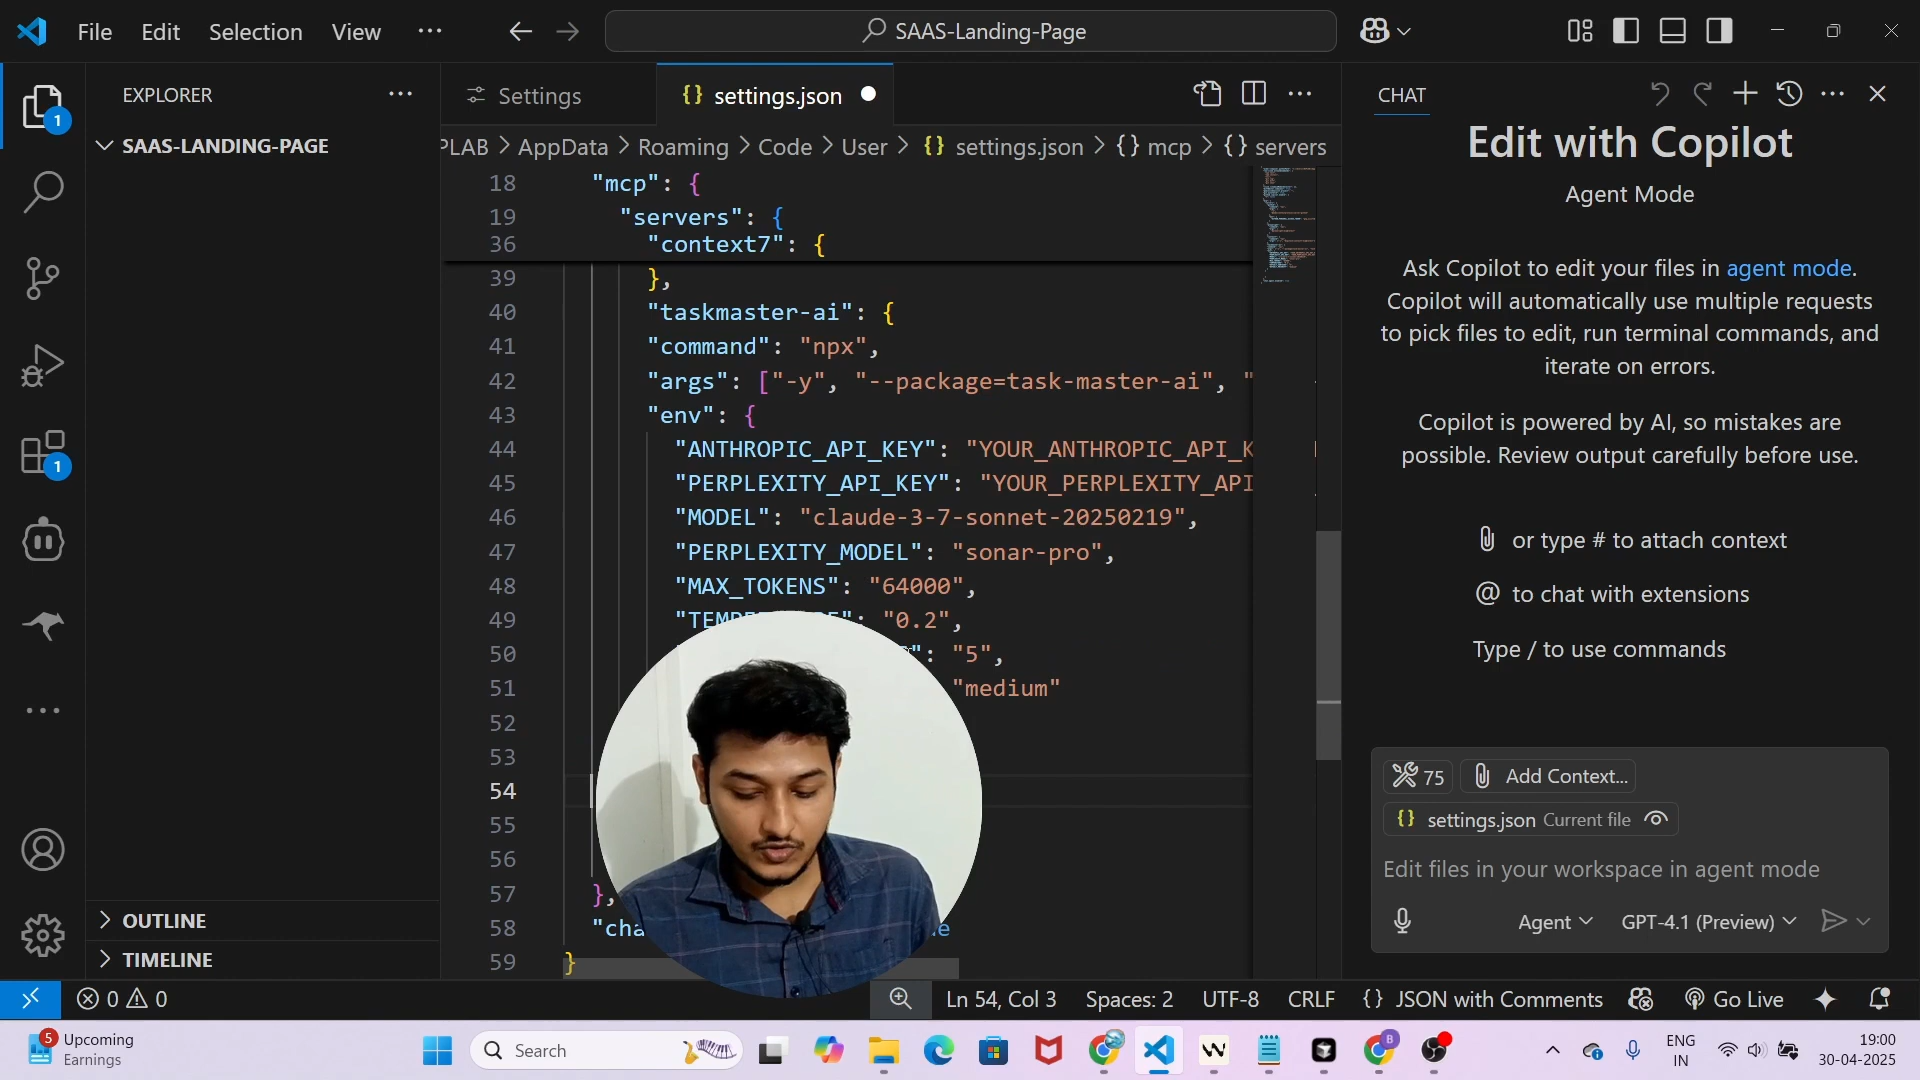 File Edit Selection View
SAAS-Landing-Page
EXPLORER
1
SAAS-LANDING-PAGE
1
OUTLINE
TIMELINE
Settings
{} settings.json
PLAB > AppData > Roaming > Code > User > {} settings.json > {} mcp > {} servers
18 "mcp": {
19 "servers": {
36 "context7": {
39 },
40 "taskmaster-ai": {
41 "command": "npx",
42 "args": ["-y", "--package=task-master-ai", "
43 "env": {
44 "ANTHROPIC_API_KEY": "YOUR_ANTHROPIC_API_K
45 "PERPLEXITY_API_KEY": "YOUR_PERPLEXITY_API
46 "MODEL": "claude-3-7-sonnet-20250219",
47 "PERPLEXITY_MODEL": "sonar-pro",
48 "MAX_TOKENS": "64000",
49 : "0.2",
50 ": "5",
51 "medium"
52
53
54
55
56
57 },
58 "cha
59 }
CHAT
Edit with Copilot
Agent Mode
Ask Copilot to edit your files in agent mode.
Copilot will automatically use multiple requests
to pick files to edit, run terminal commands, and
iterate on errors.
Copilot is powered by AI, so mistakes are
possible. Review output carefully before use.
or type # to attach context
@ to chat with extensions
Type / to use commands
75 Add Context...
{} settings.json Current file
Edit files in your workspace in agent mode
Agent GPT-4.1 (Preview)
0 0
Ln 54, Col 3 Spaces: 2 UTF-8 CRLF {} JSON with Comments Go Live
5
Upcoming
Earnings
Search
B
ENG
IN
19:00
30-04-2025